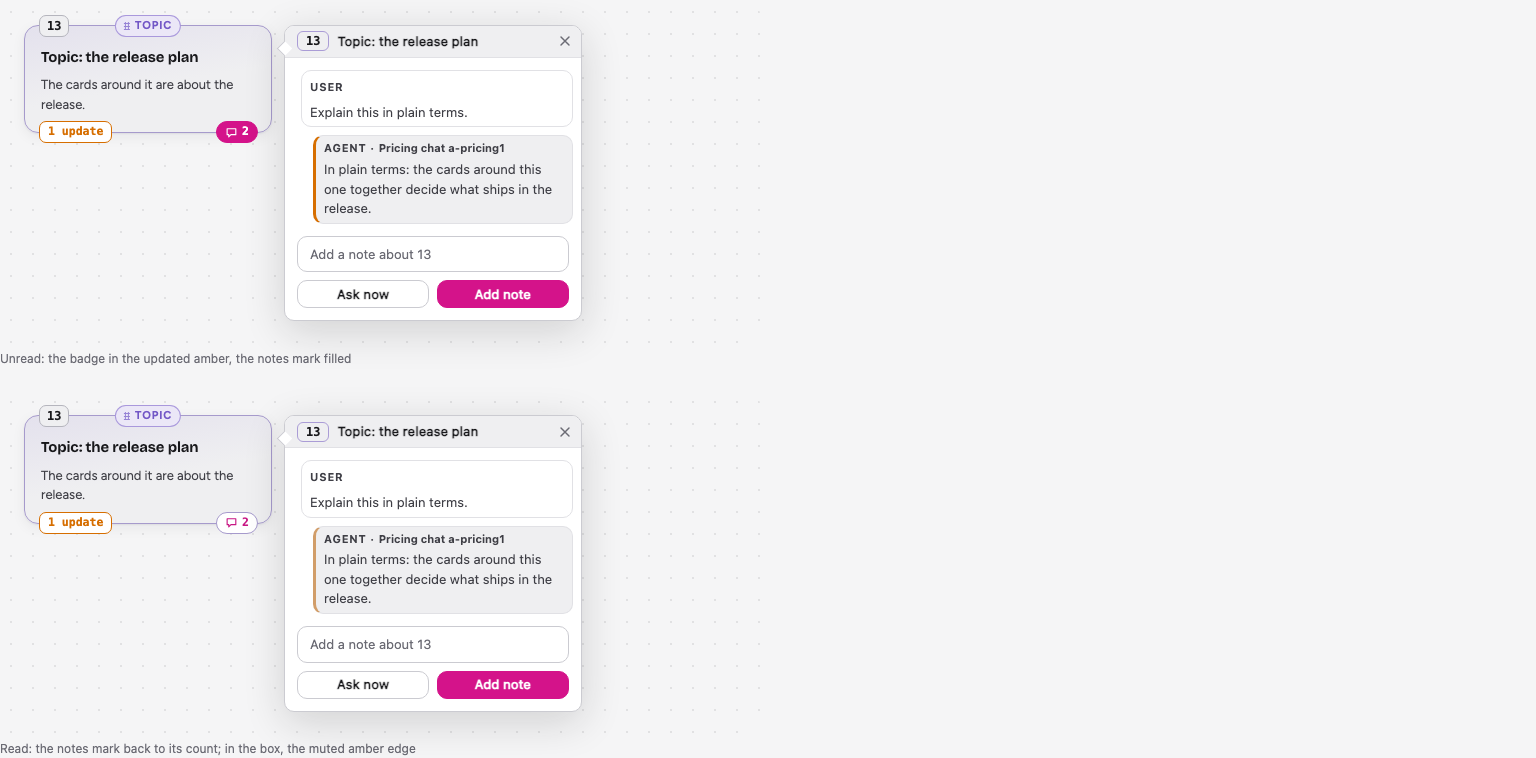 13
TOPIC
Topic: the release plan
The cards around it are about the
release.
1 update
2
13
Topic: the release plan
USER
Explain this in plain terms.
AGENT · Pricing chat a-pricing1
In plain terms: the cards around this
one together decide what ships in the
release.
Add a note about 13
Ask now
Add note
Unread: the badge in the updated amber, the notes mark filled
13
TOPIC
Topic: the release plan
The cards around it are about the
release.
1 update
2
13
Topic: the release plan
USER
Explain this in plain terms.
AGENT · Pricing chat a-pricing1
In plain terms: the cards around this
one together decide what ships in the
release.
Add a note about 13
Ask now
Add note
Read: the notes mark back to its count; in the box, the muted amber edge